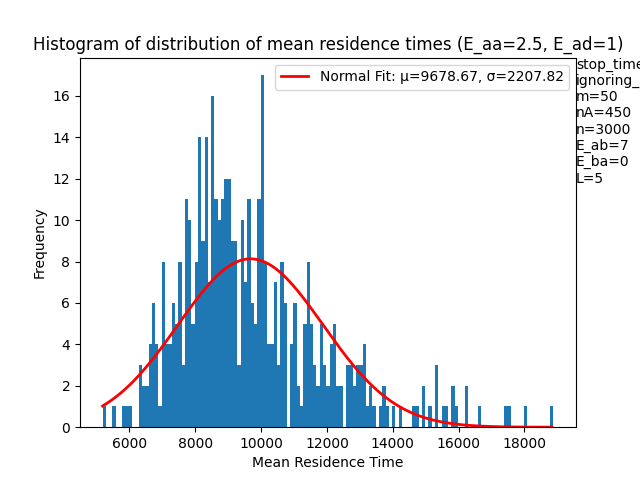 Histogram of distribution of mean residence times (E_aa=2.5, E_ad=1)
Normal Fit: μ=9678.67, σ=2207.82
stop_time
ignoring_
m=50
nA=450
n=3000
E_ab=7
E_ba=0
L=5
Frequency
16
14
12
10
8
6
4
2
0
6000 8000 10000 12000 14000 16000 18000
Mean Residence Time